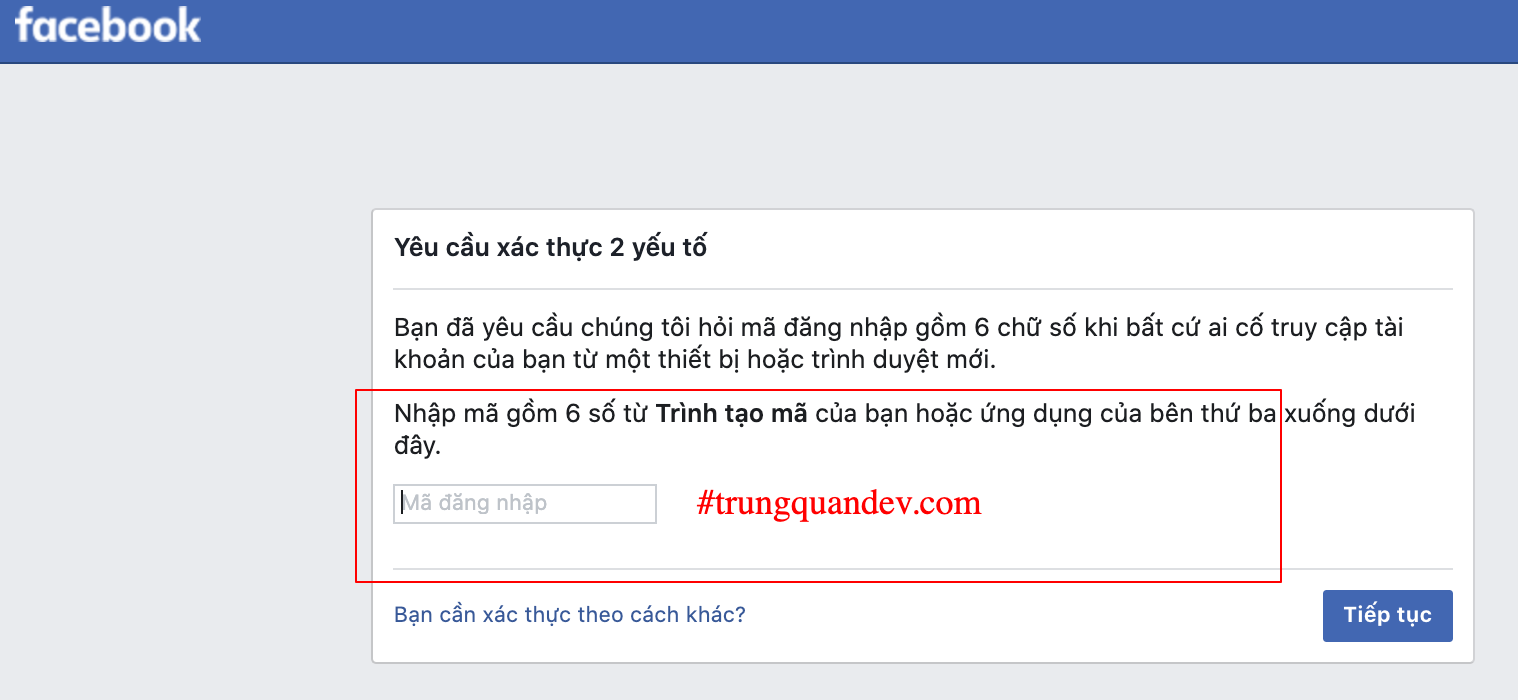 facebook
Yêu cầu xác thực 2 yếu tố
Bạn đã yêu cầu chúng tôi hỏi mã đăng nhập gồm 6 chữ số khi bất cứ ai cố truy cập tài
khoản của bạn từ một thiết bị hoặc trình duyệt mới.
Nhập mã gồm 6 số từ Trình tạo mã của bạn hoặc ứng dụng của bên thứ ba xuống dưới
đây.
Mã đăng nhập
#trungquandev.com
Bạn cần xác thực theo cách khác?
Tiếp tục